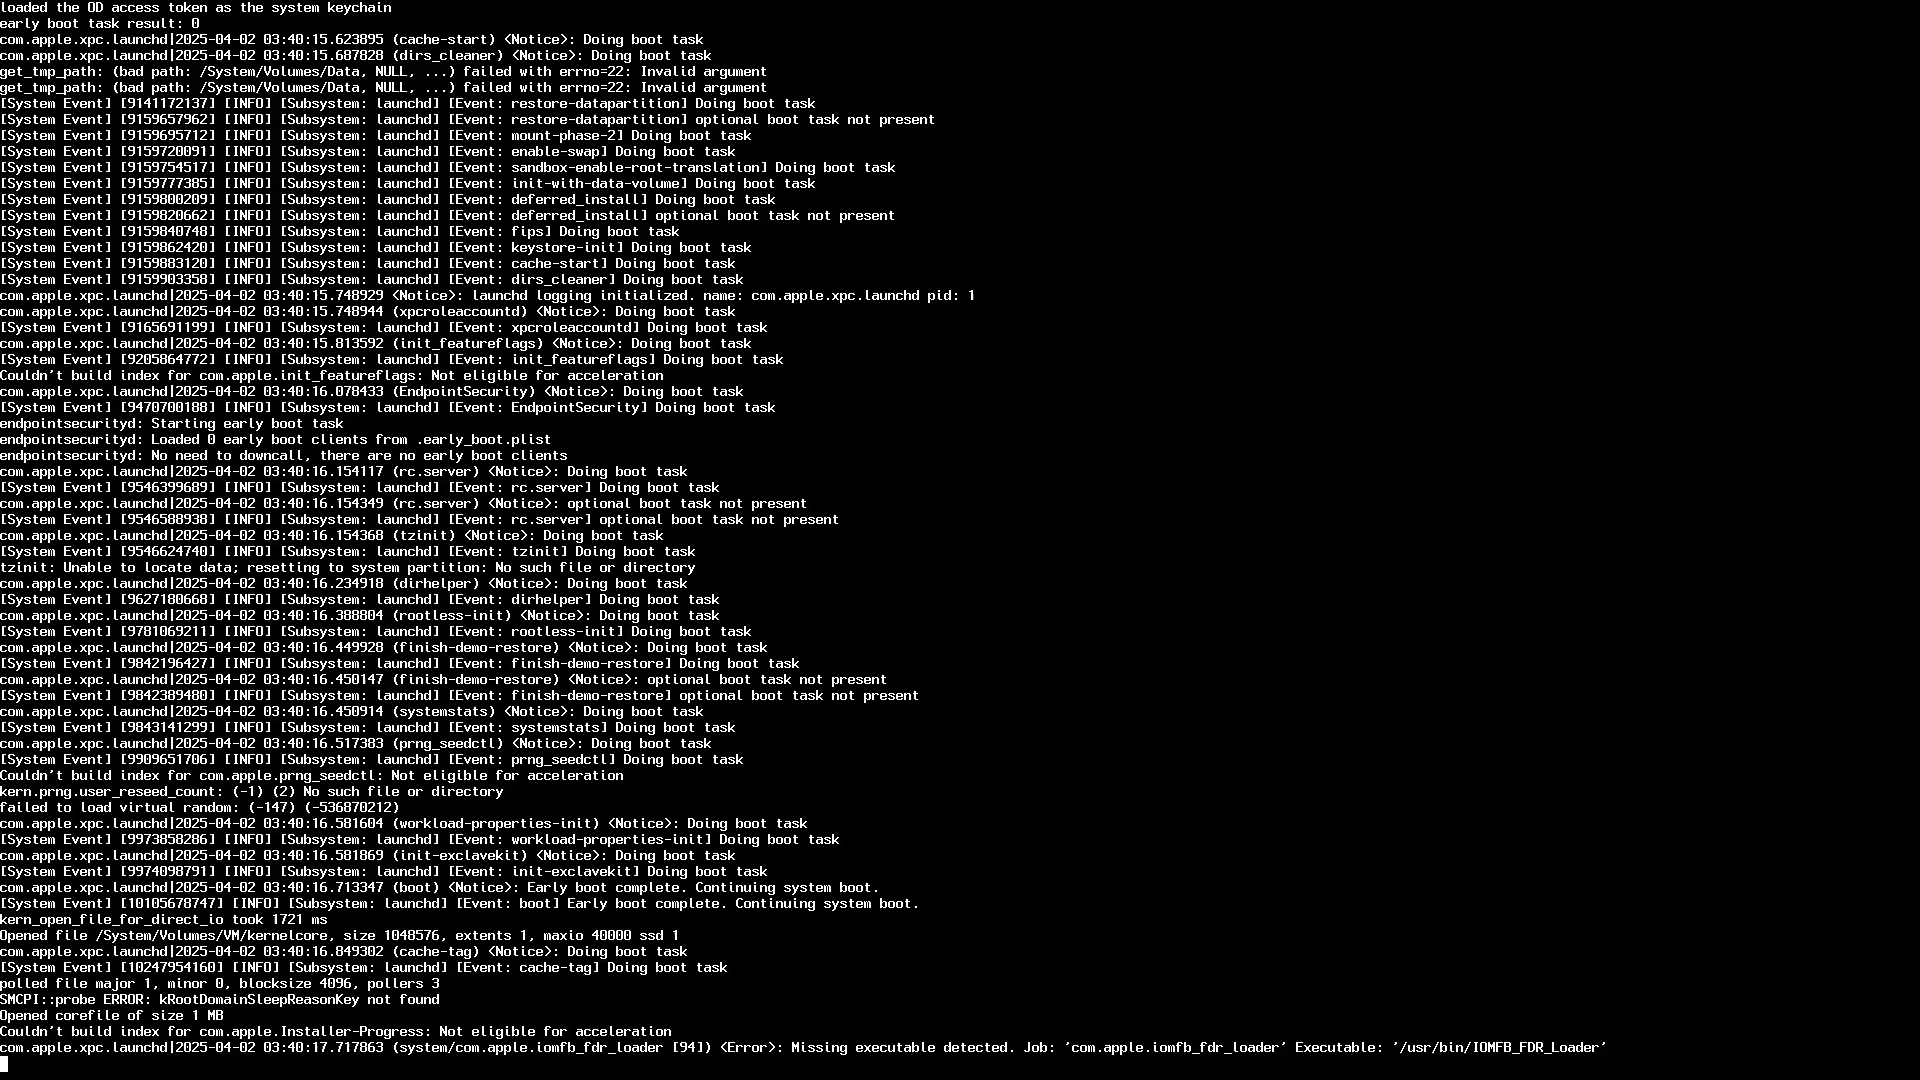 loaded the OD access token as the system keychain
early boot task result: 0
com.apple.xpc.launchd|2025-04-02 03:40:15.623895 (cache-start) <Notice>: Doing boot task
com.apple.xpc.launchd|2025-04-02 03:40:15.687828 (dirs_cleaner) <Notice>: Doing boot task
get_tmp_path: (bad path: /System/Volumes/Data, NULL, ...) failed with errno=22: Invalid argument
get_tmp_path: (bad path: /System/Volumes/Data, NULL, ...) failed with errno=22: Invalid argument
[System Event] [9141172137] [INFO] [Subsystem: launchd] [Event: restore-datapartition] Doing boot task
[System Event] [9159657962] [INFO] [Subsystem: launchd] [Event: restore-datapartition] optional boot task not present
[System Event] [9159695712] [INFO] [Subsystem: launchd] [Event: mount-phase-2] Doing boot task
[System Event] [9159720091] [INFO] [Subsystem: launchd] [Event: enable-swap] Doing boot task
[System Event] [9159754517] [INFO] [Subsystem: launchd] [Event: sandbox-enable-root-translation] Doing boot task
[System Event] [9159777385] [INFO] [Subsystem: launchd] [Event: init-with-data-volume] Doing boot task
[System Event] [9159800209] [INFO] [Subsystem: launchd] [Event: deferred_install] Doing boot task
[System Event] [9159820662] [INFO] [Subsystem: launchd] [Event: deferred_install] optional boot task not present
[System Event] [9159840748] [INFO] [Subsystem: launchd] [Event: fips] Doing boot task
[System Event] [9159862420] [INFO] [Subsystem: launchd] [Event: keystore-init] Doing boot task
[System Event] [9159883120] [INFO] [Subsystem: launchd] [Event: cache-start] Doing boot task
[System Event] [9159903358] [INFO] [Subsystem: launchd] [Event: dirs_cleaner] Doing boot task
com.apple.xpc.launchd|2025-04-02 03:40:15.748929 <Notice>: launchd logging initialized. name: com.apple.xpc.launchd pid: 1
com.apple.xpc.launchd|2025-04-02 03:40:15.748944 (xpcroleaccountd) <Notice>: Doing boot task
[System Event] [9165691199] [INFO] [Subsystem: launchd] [Event: xpcroleaccountd] Doing boot task
com.apple.xpc.launchd|2025-04-02 03:40:15.813592 (init_featureflags) <Notice>: Doing boot task
[System Event] [9205864772] [INFO] [Subsystem: launchd] [Event: init_featureflags] Doing boot task
Couldn't build index for com.apple.init_featureflags: Not eligible for acceleration
com.apple.xpc.launchd|2025-04-02 03:40:16.078433 (EndpointSecurity) <Notice>: Doing boot task
[System Event] [9470700188] [INFO] [Subsystem: launchd] [Event: EndpointSecurity] Doing boot task
endpointsecurityd: Starting early boot task
endpointsecurityd: Loaded 0 early boot clients from .early_boot.plist
endpointsecurityd: No need to downcall, there are no early boot clients
com.apple.xpc.launchd|2025-04-02 03:40:16.154117 (rc.server) <Notice>: Doing boot task
[System Event] [9546399689] [INFO] [Subsystem: launchd] [Event: rc.server] Doing boot task
com.apple.xpc.launchd|2025-04-02 03:40:16.154349 (rc.server) <Notice>: optional boot task not present
[System Event] [9546588938] [INFO] [Subsystem: launchd] [Event: rc.server] optional boot task not present
com.apple.xpc.launchd|2025-04-02 03:40:16.154368 (tzinit) <Notice>: Doing boot task
[System Event] [9546624740] [INFO] [Subsystem: launchd] [Event: tzinit] Doing boot task
tzinit: Unable to locate data; resetting to system partition: No such file or directory
com.apple.xpc.launchd|2025-04-02 03:40:16.234918 (dirhelper) <Notice>: Doing boot task
[System Event] [9627180668] [INFO] [Subsystem: launchd] [Event: dirhelper] Doing boot task
com.apple.xpc.launchd|2025-04-02 03:40:16.388804 (rootless-init) <Notice>: Doing boot task
[System Event] [9781069211] [INFO] [Subsystem: launchd] [Event: rootless-init] Doing boot task
com.apple.xpc.launchd|2025-04-02 03:40:16.449928 (finish-demo-restore) <Notice>: Doing boot task
[System Event] [9842196427] [INFO] [Subsystem: launchd] [Event: finish-demo-restore] Doing boot task
com.apple.xpc.launchd|2025-04-02 03:40:16.450147 (finish-demo-restore) <Notice>: optional boot task not present
[System Event] [9842389480] [INFO] [Subsystem: launchd] [Event: finish-demo-restore] optional boot task not present
com.apple.xpc.launchd|2025-04-02 03:40:16.450914 (systemstats) <Notice>: Doing boot task
[System Event] [9843141299] [INFO] [Subsystem: launchd] [Event: systemstats] Doing boot task
com.apple.xpc.launchd|2025-04-02 03:40:16.517383 (prng_seedctl) <Notice>: Doing boot task
[System Event] [9909651706] [INFO] [Subsystem: launchd] [Event: prng_seedctl] Doing boot task
Couldn't build index for com.apple.prng_seedctl: Not eligible for acceleration
kern.prng.user_reseed_count: (-1) (2) No such file or directory
failed to load virtual random: (-147) (-536870212)
com.apple.xpc.launchd|2025-04-02 03:40:16.581604 (workload-properties-init) <Notice>: Doing boot task
[System Event] [9973858286] [INFO] [Subsystem: launchd] [Event: workload-properties-init] Doing boot task
com.apple.xpc.launchd|2025-04-02 03:40:16.581869 (init-exclavekit) <Notice>: Doing boot task
[System Event] [9974098791] [INFO] [Subsystem: launchd] [Event: init-exclavekit] Doing boot task
com.apple.xpc.launchd|2025-04-02 03:40:16.713347 (boot) <Notice>: Early boot complete. Continuing system boot.
[System Event] [10105678747] [INFO] [Subsystem: launchd] [Event: boot] Early boot complete. Continuing system boot.
kern_open_file_for_direct_io took 1721 ms
Opened file /System/Volumes/VM/kernelcore, size 1048576, extents 1, maxio 40000 ssd 1
com.apple.xpc.launchd|2025-04-02 03:40:16.849302 (cache-tag) <Notice>: Doing boot task
[System Event] [10247954160] [INFO] [Subsystem: launchd] [Event: cache-tag] Doing boot task
polled file major 1, minor 0, blocksize 4096, pollers 3
SMCPI::probe ERROR: kRootDomainSleepReasonKey not found
Opened corefile of size 1 MB
Couldn't build index for com.apple.Installer-Progress: Not eligible for acceleration
com.apple.xpc.launchd|2025-04-02 03:40:17.717863 (system/com.apple.iomfb_fdr_loader [94]) <Error>: Missing executable detected. Job: 'com.apple.iomfb_fdr_loader' Executable: '/usr/bin/IOMFB_FDR_Loader'